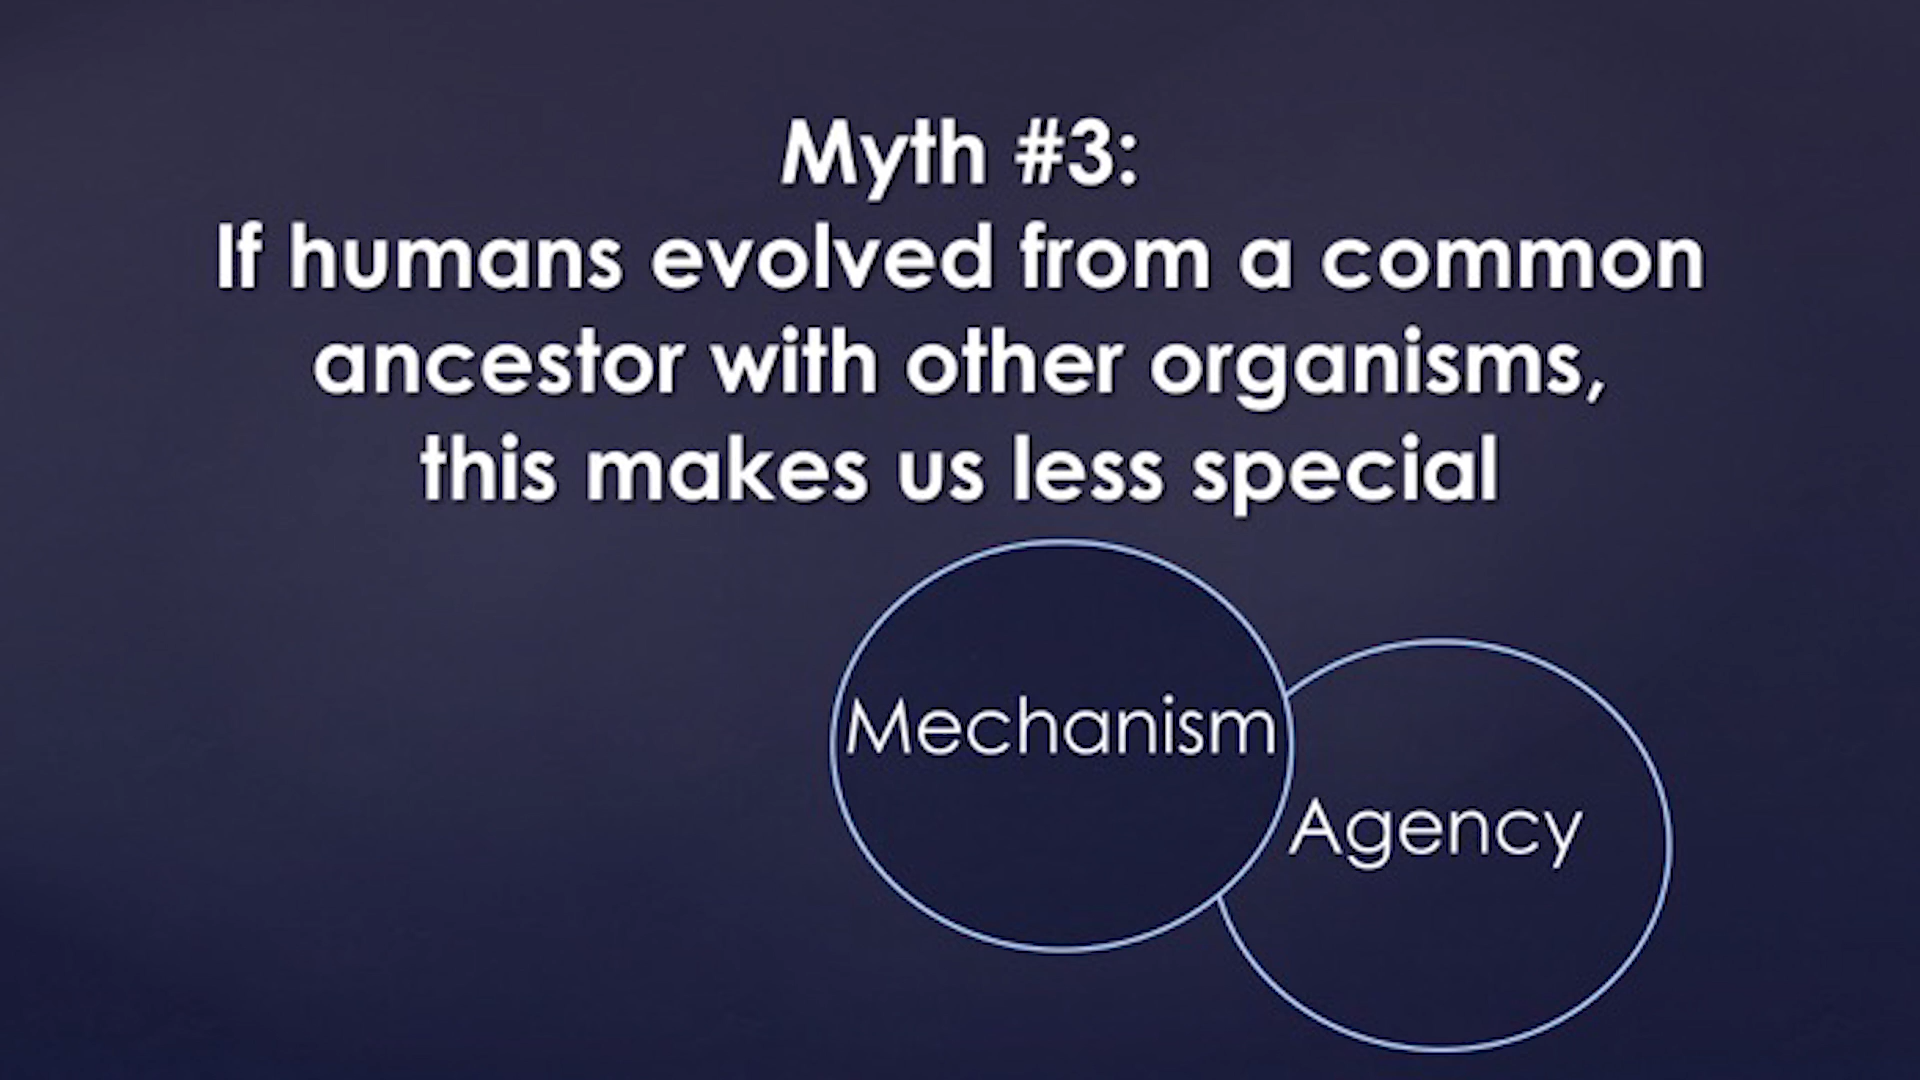 Myth #3:
If humans evolved from a common
ancestor with other organisms,
this makes us less special
Mechanism
Agency